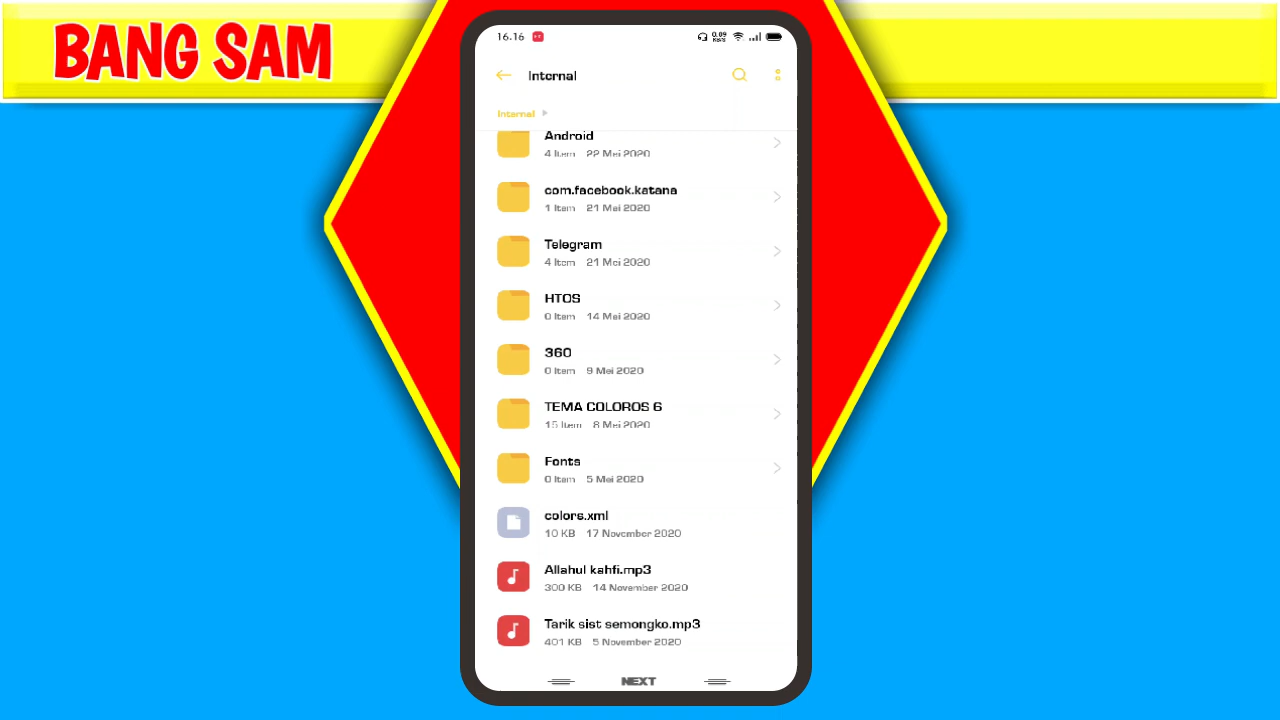 BANG SAM
16.16
0.09
KB/S
Internal
Internal
Android
4 Item 22 Mei 2020
com.facebook.katana
1 Item 21 Mei 2020
Telegram
4 Item 21 Mei 2020
HTOS
0 Item 14 Mei 2020
360
0 Item 9 Mei 2020
TEMA COLOROS 6
15 Item 8 Mei 2020
Fonts
0 Item 5 Mei 2020
colors.xml
10 KB 17 November 2020
Allahul kahfi.mp3
300 KB 14 November 2020
Tarik sist semongko.mp3
401 KB 5 November 2020
NEXT